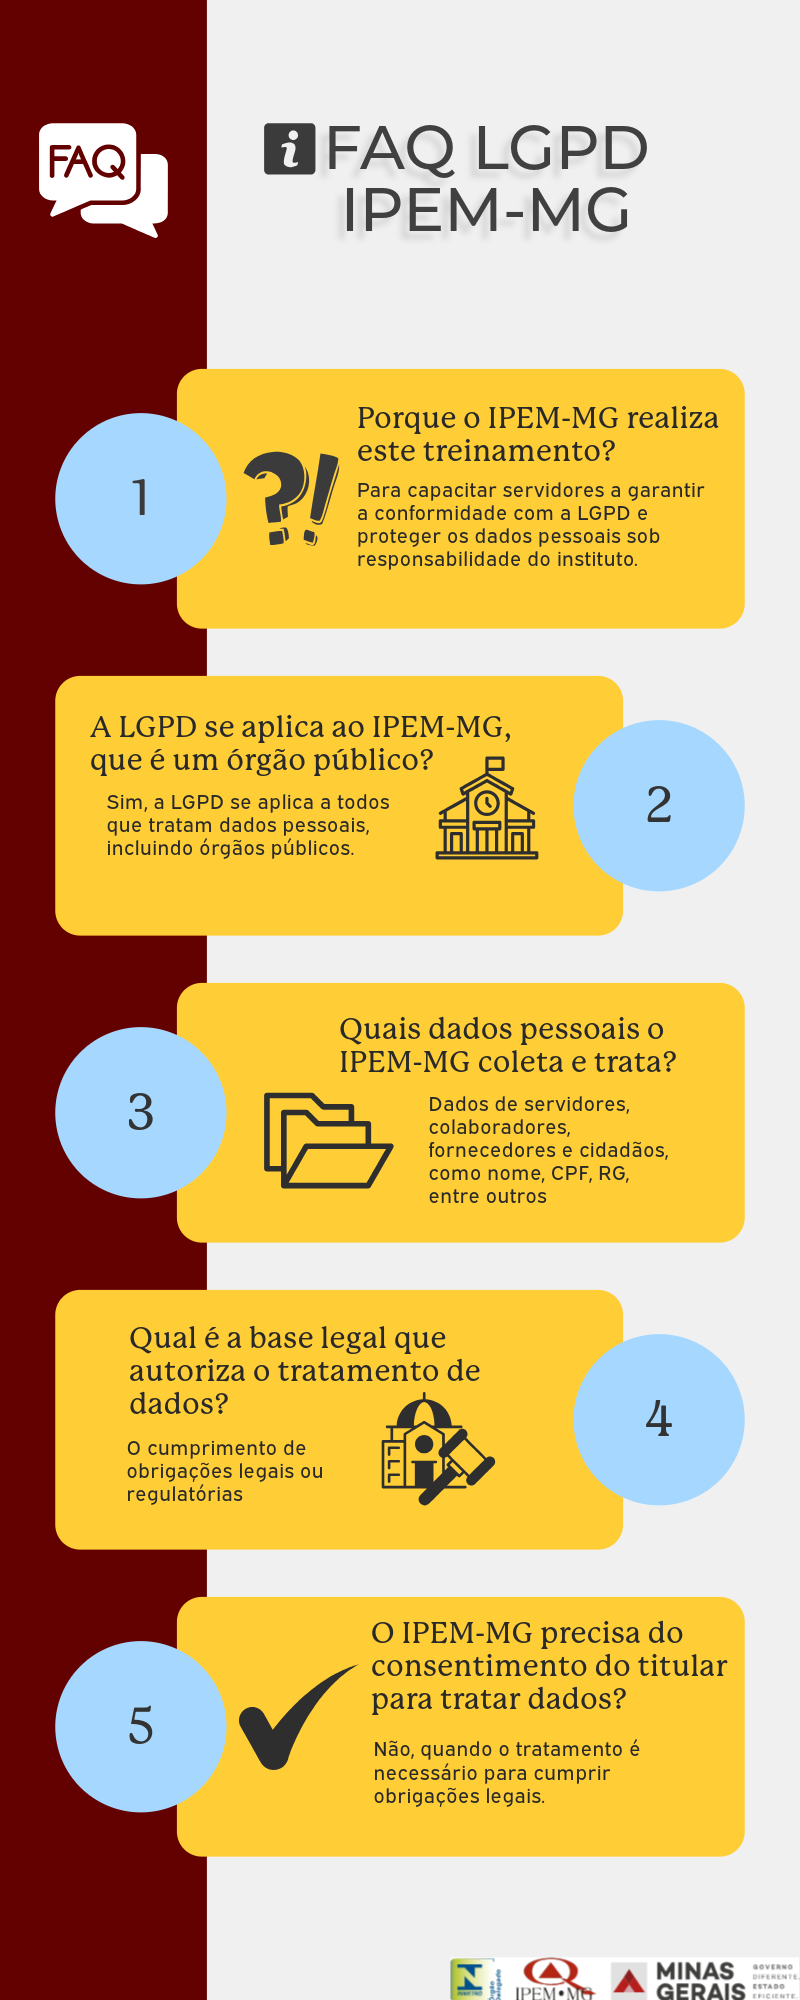 FAQ
i FAQ LGPD
IPEM-MG
1
?!
Porque o IPEM-MG realiza
este treinamento?
Para capacitar servidores a garantir
a conformidade com a LGPD e
proteger os dados pessoais sob
responsabilidade do instituto.
A LGPD se aplica ao IPEM-MG,
que é um órgão público?
Sim, a LGPD se aplica a todos
que tratam dados pessoais,
incluindo órgãos públicos.
2
3
Quais dados pessoais o
IPEM-MG coleta e trata?
Dados de servidores,
colaboradores,
fornecedores e cidadãos,
como nome, CPF, RG,
entre outros
Qual é a base legal que
autoriza o tratamento de
dados?
O cumprimento de
obrigações legais ou
regulatórias
4
5
O IPEM-MG precisa do
consentimento do titular
para tratar dados?
Não, quando o tratamento é
necessário para cumprir
obrigações legais.
INMETRO
Órgão
Delegado
IPEM•MG
MINAS
GERAIS
GOVERNO
DIFERENTE.
ESTADO
EFICIENTE.